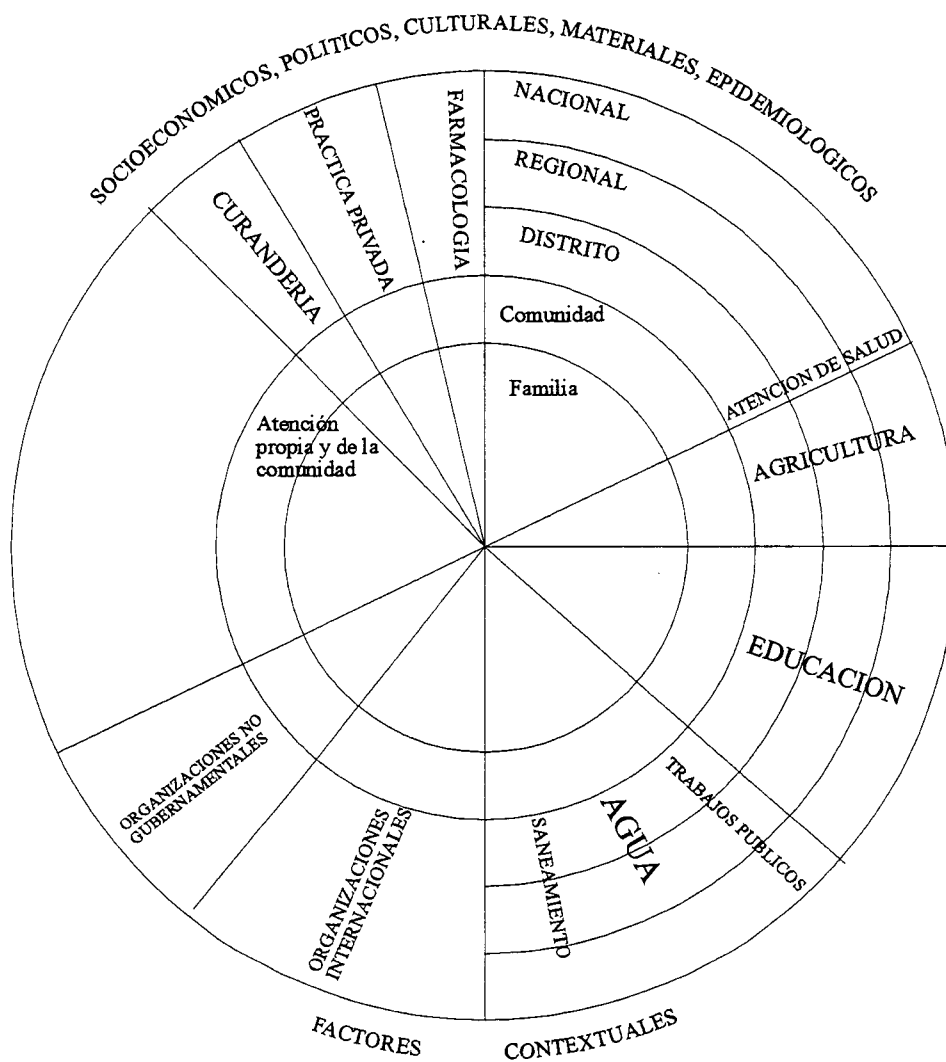 SOCIOECONOMICOS, POLITICOS, CULTURALES, MATERIALES, EPIDEMIOLOGICOS
NACIONAL
REGIONAL
DISTRITO
Comunidad
Familia
FARMACOLOGIA
PRACTICA PRIVADA
CURANDERIA
Atención
propia y de la
comunidad
ATENCION DE SALUD
AGRICULTURA
EDUCACION
TRABAJOS PUBLICOS
AGUA
SANEAMIENTO
ORGANIZACIONES
INTERNACIONALES
ORGANIZACIONES NO
GUBERNAMENTALES
FACTORES
CONTEXTUALES